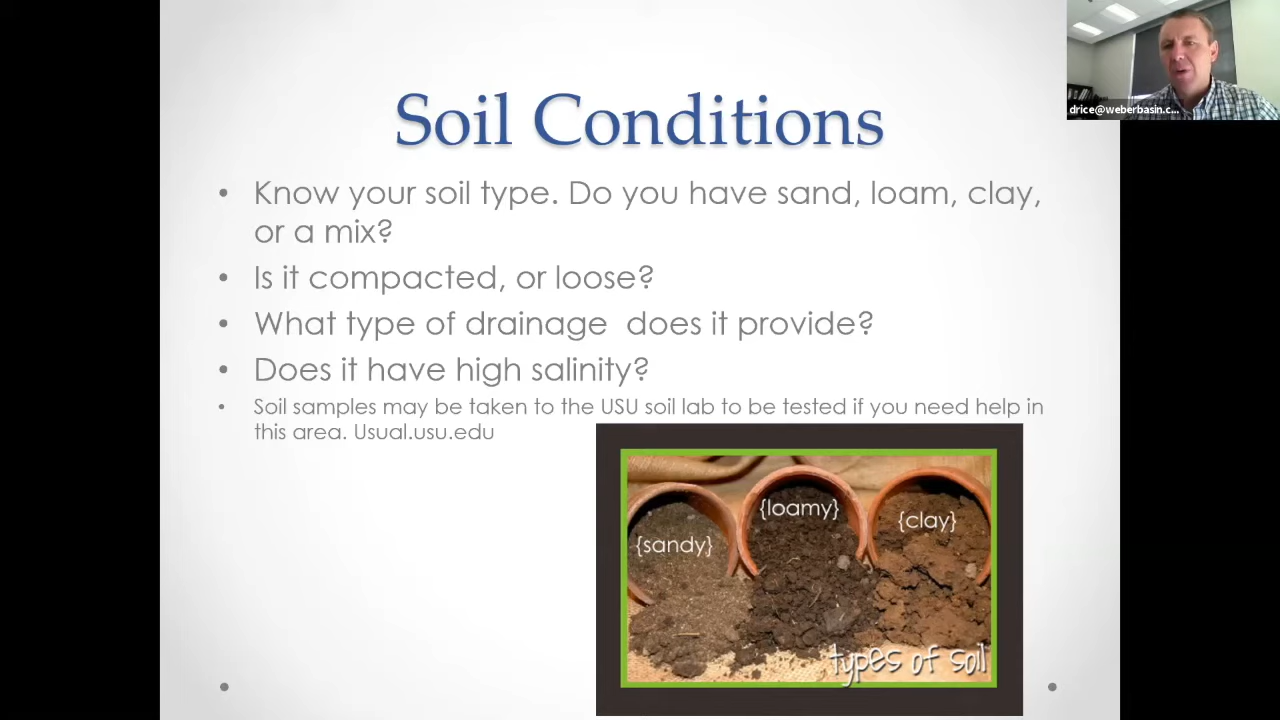 drice@weberbasin.c...
Soil Conditions
• Know your soil type. Do you have sand, loam, clay,
or a mix?
• Is it compacted, or loose?
• What type of drainage does it provide?
• Does it have high salinity?
• Soil samples may be taken to the USU soil lab to be tested if you need help in
this area. Usual.usu.edu
{sandy}
{loamy}
{clay}
types of soil